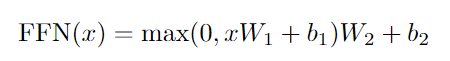 FFN(x) = max(0, xW₁ + b₁)W₂ + b₂